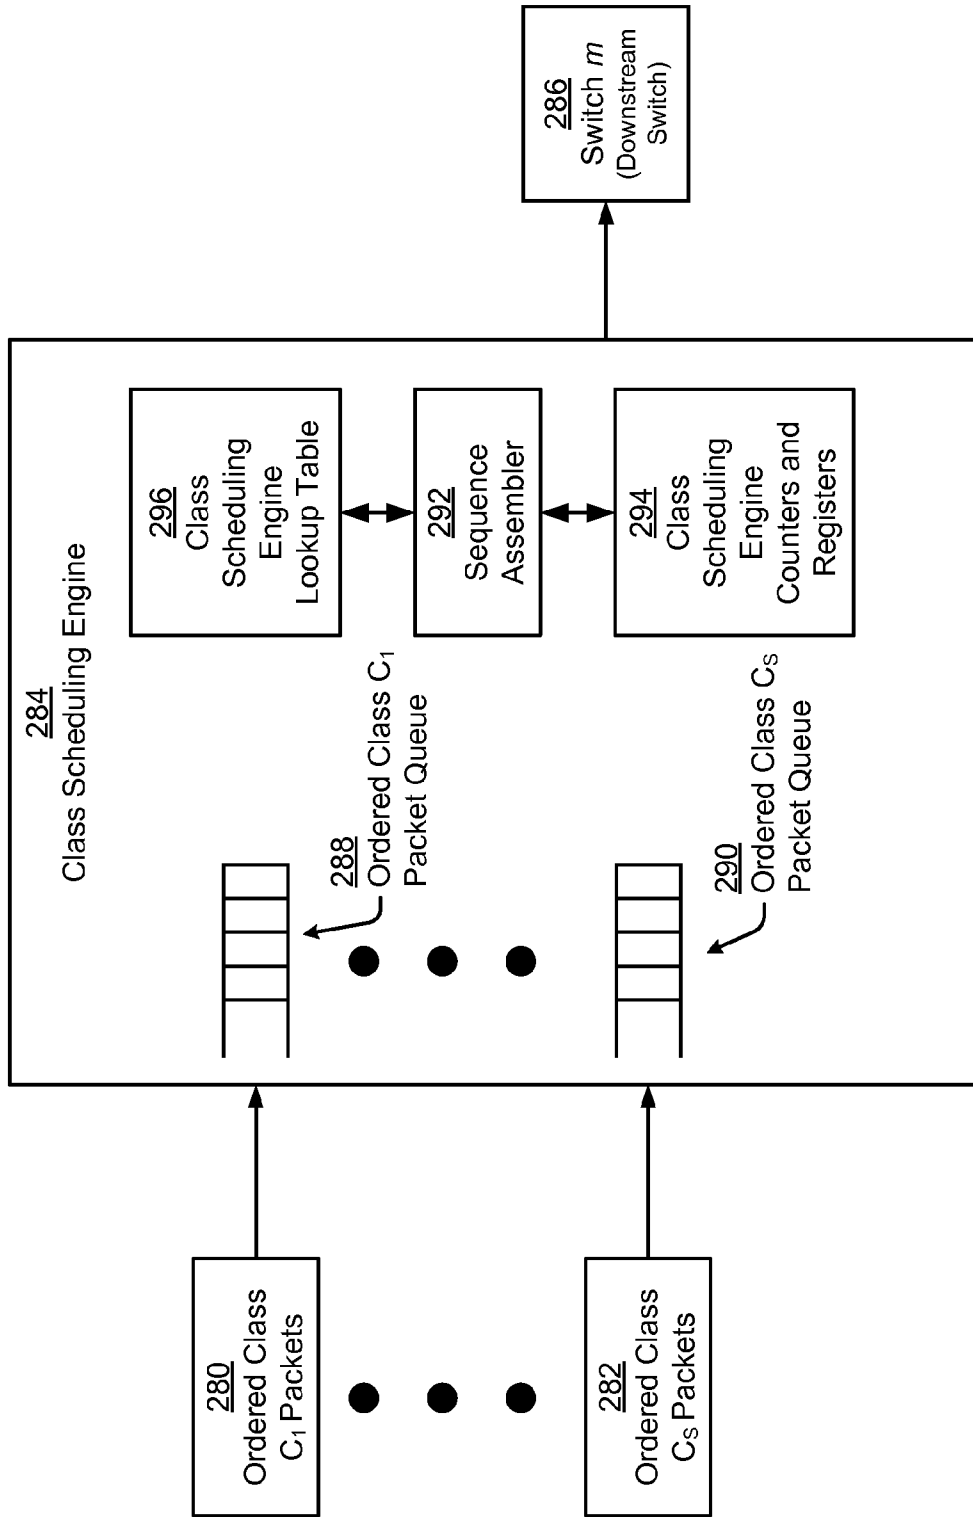 284
Class Scheduling Engine
280
Ordered Class
C1 Packets
282
Ordered Class
CS Packets
288
Ordered Class C1
Packet Queue
290
Ordered Class CS
Packet Queue
296
Class
Scheduling
Engine
Lookup Table
292
Sequence
Assembler
294
Class
Scheduling
Engine
Counters and
Registers
286
Switch m
(Downstream
Switch)